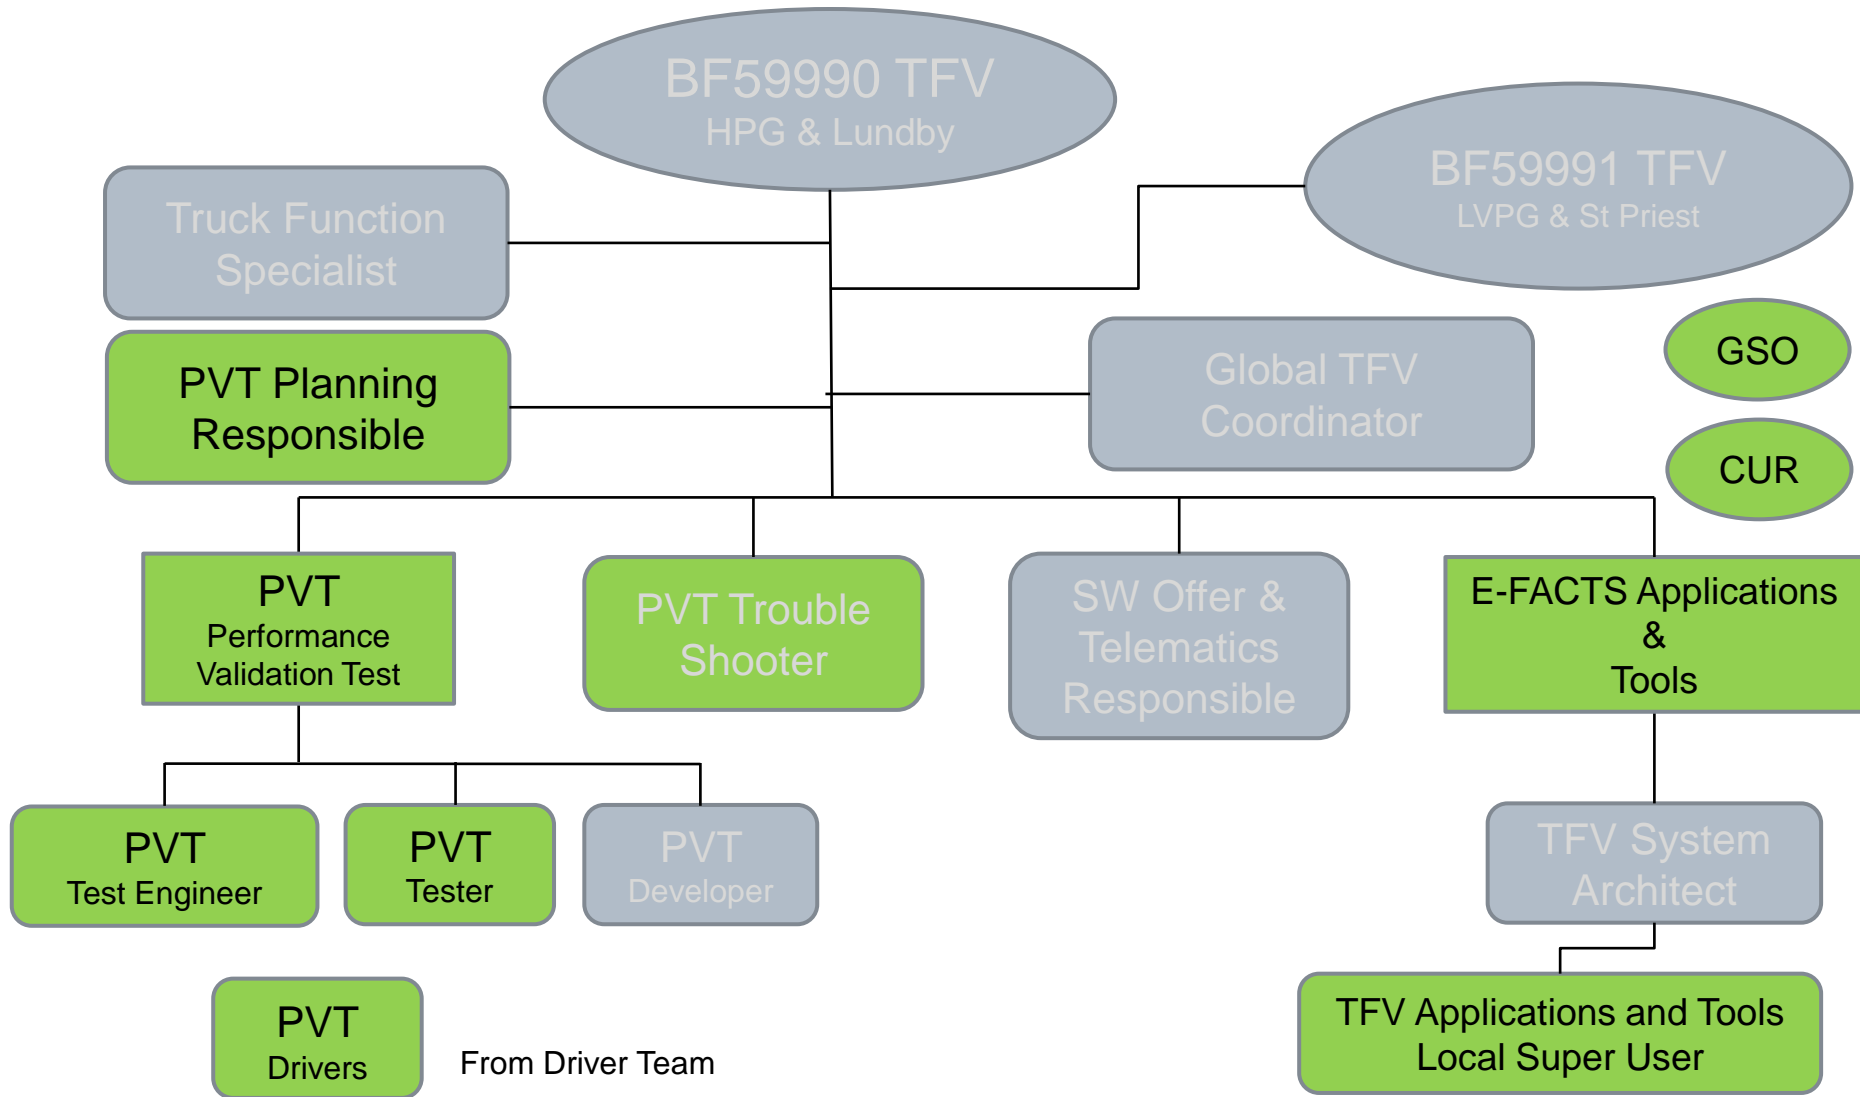 BF59990 TFV
HPG & Lundby
BF59991 TFV
LVPG & St Priest
Truck Function
Specialist
GSO
PVT Planning
Responsible
Global TFV
Coordinator
CUR
PVT
Performance
Validation Test
PVT Trouble
Shooter
SW Offer &
Telematics
Responsible
E-FACTS Applications
&
Tools
PVT
Test Engineer
PVT
Tester
PVT
Developer
TFV System
Architect
PVT
Drivers
From Driver Team
TFV Applications and Tools
Local Super User